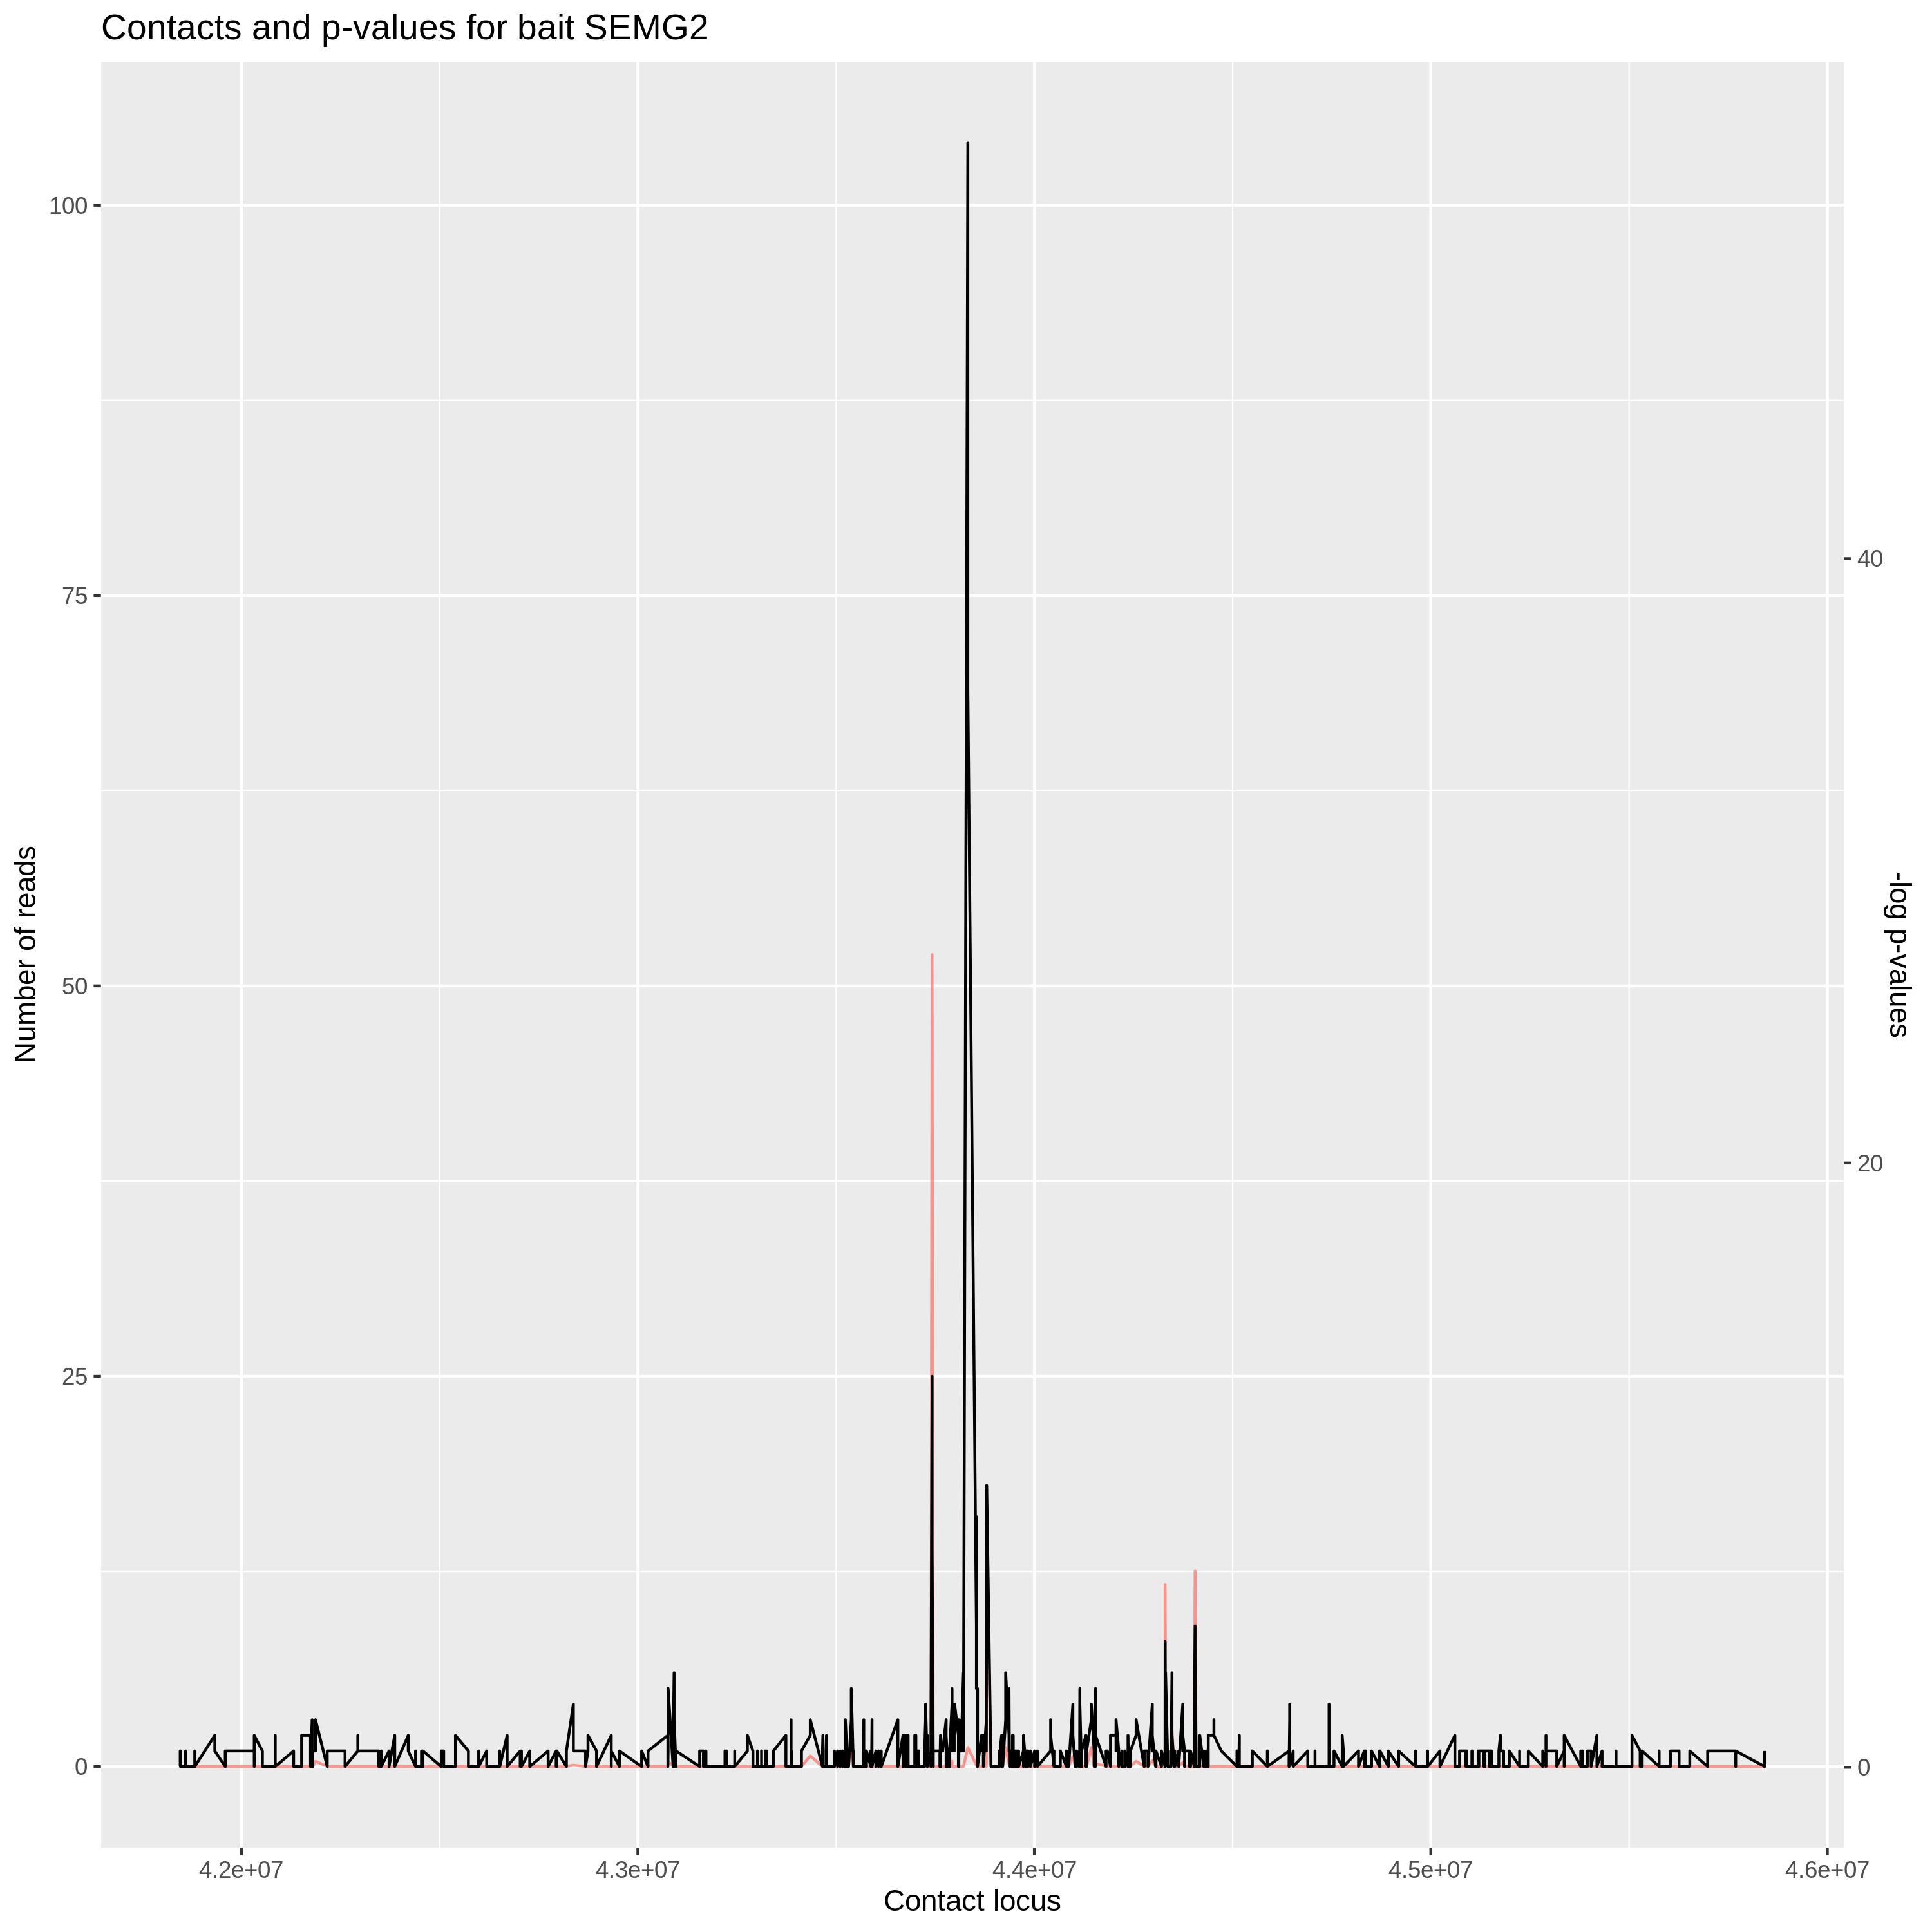 Contacts and p-values for bait SEMG2
100
75
50
25
0
Number of reads
40
20
0
-log p-values
4.2e+07
4.3e+07
4.4e+07
4.5e+07
4.6e+07
Contact locus